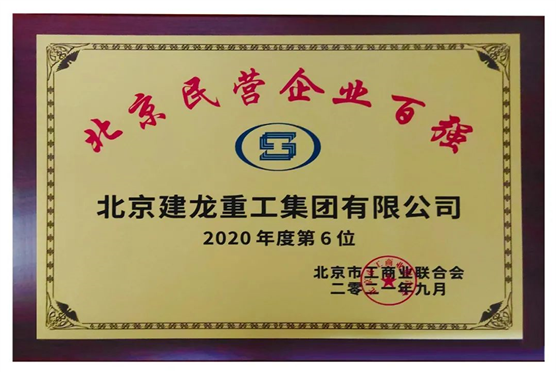 北京民营企业百强
北京建龙重工集团有限公司
2020年度第6位
北京市工商业联合会
二零二一年九月